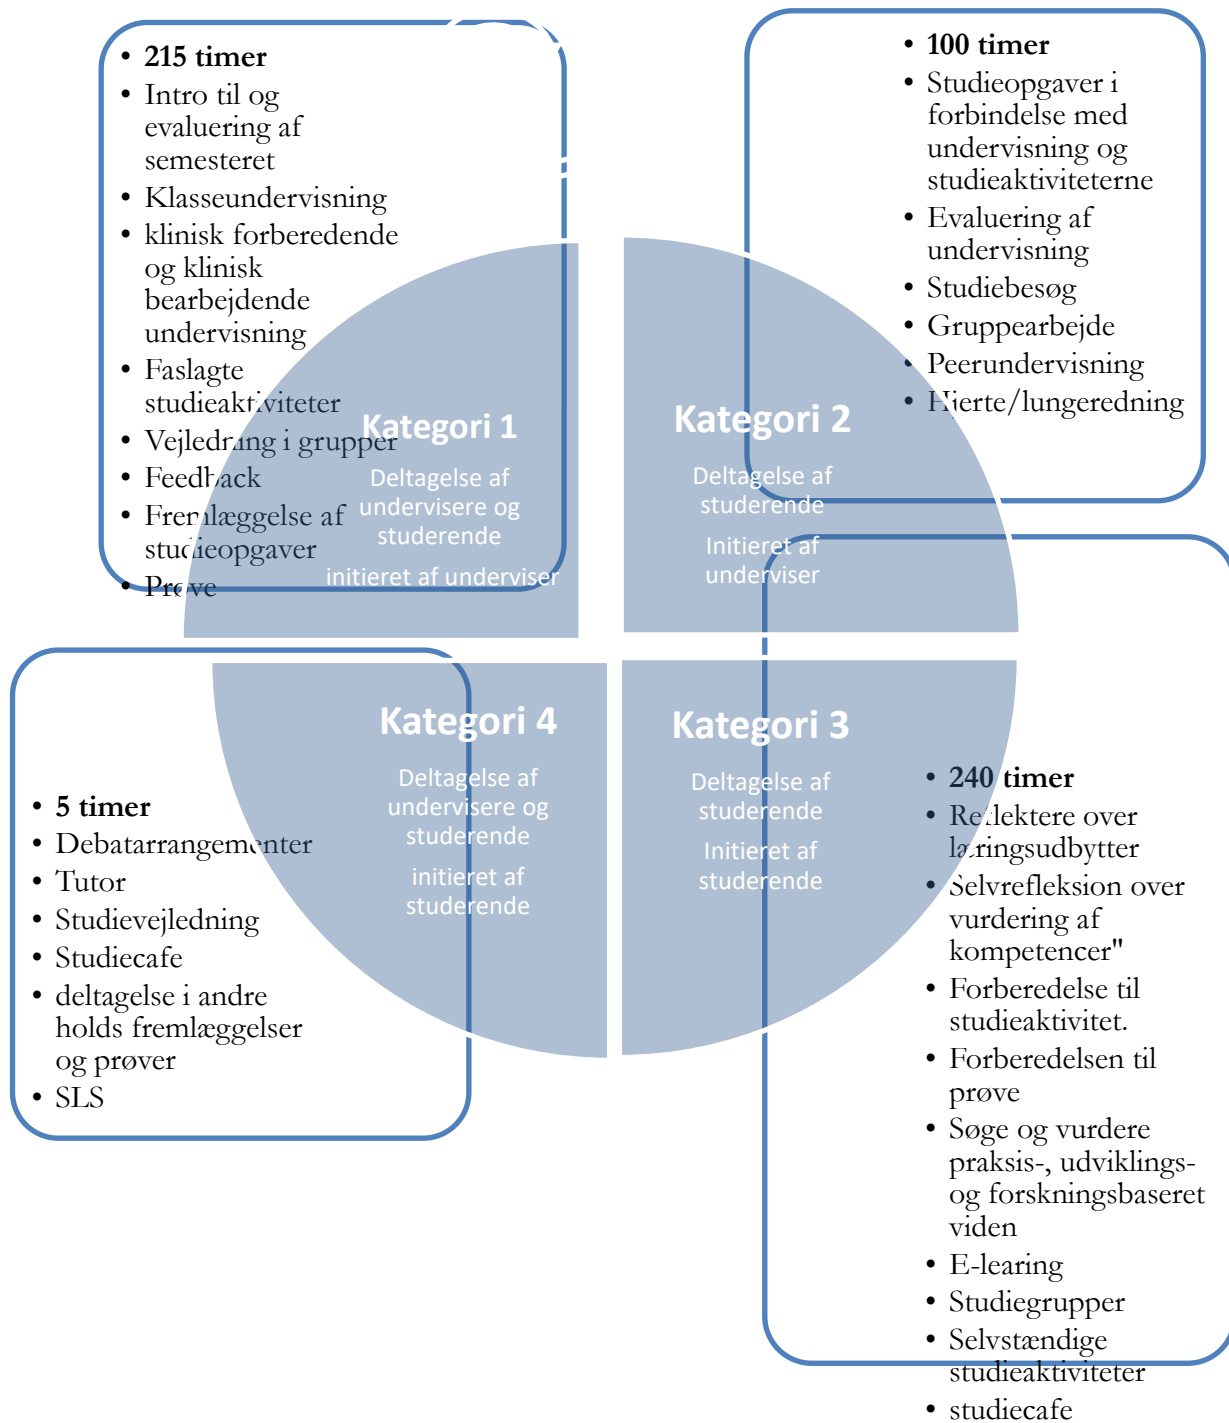 • 215 timer
• Intro til og
evaluering af
semesteret
• Klasseundervisning
• klinisk forberedende
og klinisk
bearbejdende
undervisning
• Faslagte
studieaktiviteter
• Vejledning i grupper
• Feedback
• Fremlæggelse af
studieopgaver
• Prøve
• 100 timer
• Studieopgaver i
forbindelse med
undervisning og
studieaktiviteterne
• Evaluering af
undervisning
• Studiebesøg
• Gruppearbejde
• Peerundervisning
• Hjerte/lungeredning
Kategori 1
Deltagelse af
undervisere og
studerende
initieret af underviser
Kategori 2
Deltagelse af
studerende
Initieret af
underviser
Kategori 4
Deltagelse af
undervisere og
studerende
initieret af
studerende
Kategori 3
Deltagelse af
studerende
Initieret af
studerende
• 5 timer
• Debatarrangementer
• Tutor
• Studievejledning
• Studiecafe
• deltagelse i andre
holds fremlæggelser
og prøver
• SLS
• 240 timer
• Reflektere over
læringsudbytter
• Selvrefleksion over
vurdering af
kompetencer"
• Forberedelse til
studieaktivitet.
• Forberedelsen til
prøve
• Søge og vurdere
praksis-, udviklings-
og forskningsbaseret
viden
• E-learing
• Studiegrupper
• Selvstændige
studieaktiviteter
• studiecafe